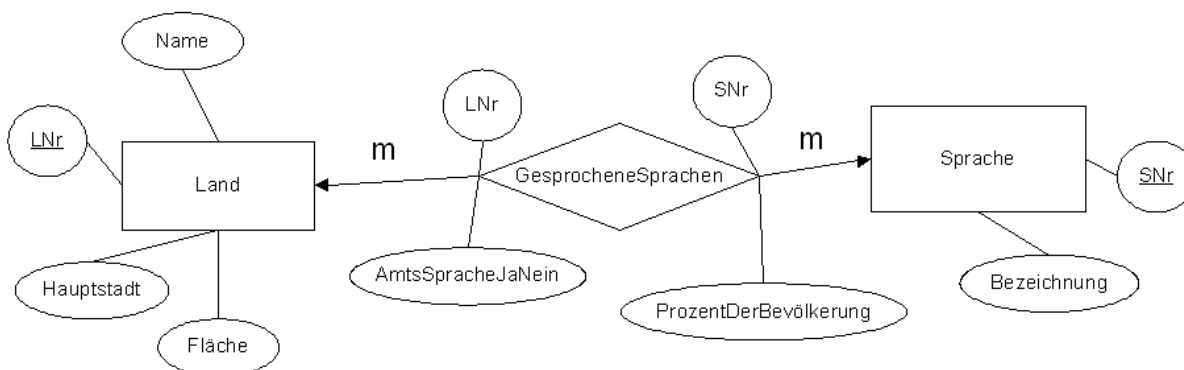 Name
LNr
Land
Hauptstadt
Fläche
m
LNr
GesprocheneSprachen
AmtsSpracheJaNein
SNr
ProzentDerBevölkerung
m
Sprache
SNr
Bezeichnung